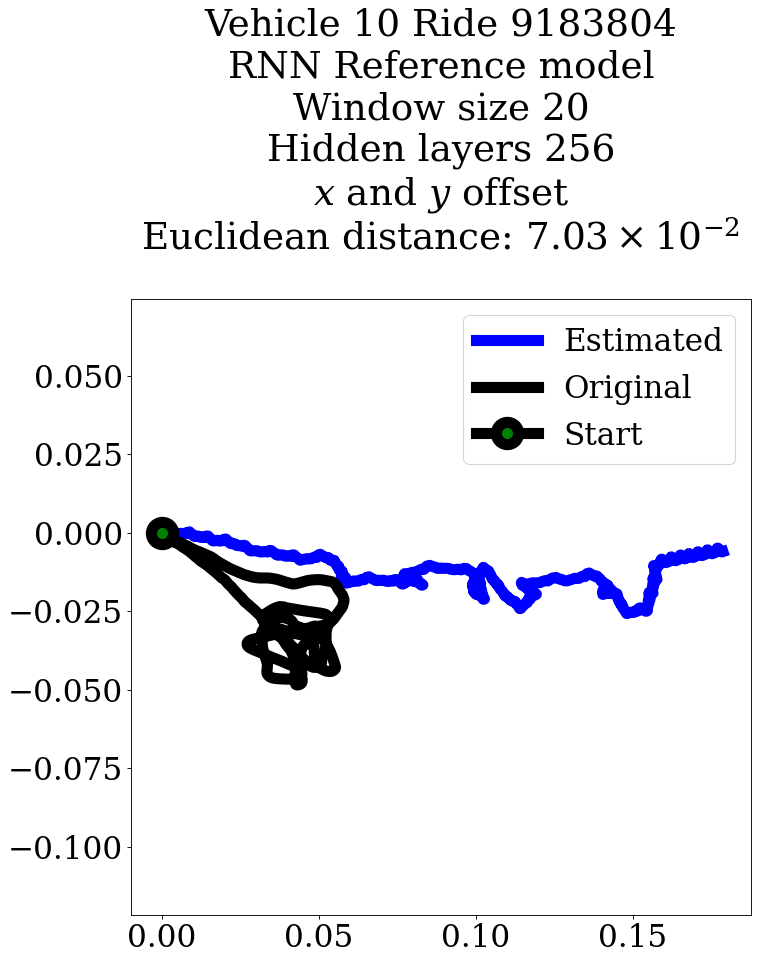 Vehicle 10 Ride 9183804
RNN Reference model
Window size 20
Hidden layers 256
x and y offset
Euclidean distance: 7.03 × 10⁻²
Estimated
Original
Start
0.050
0.025
0.000
−0.025
−0.050
−0.075
−0.100
0.00 0.05 0.10 0.15